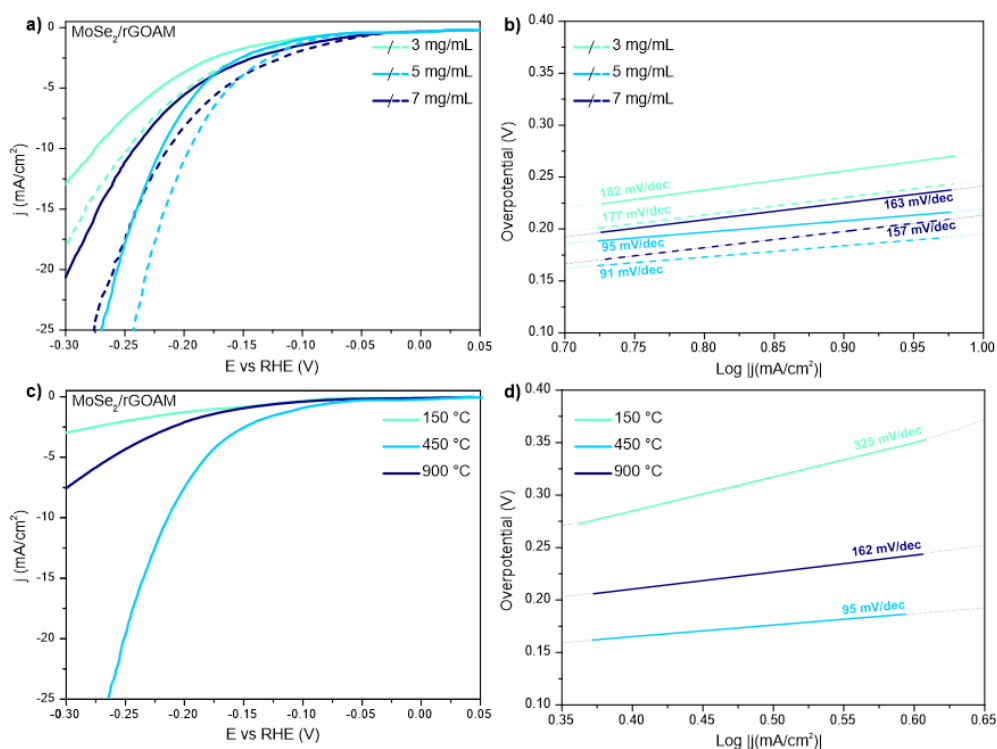 a)
MoSe2/rGOAM
3 mg/mL
5 mg/mL
7 mg/mL
0
-5
-10
-15
-20
-25
j (mA/cm2)
-0.30
-0.25
-0.20
-0.15
-0.10
-0.05
0.00
0.05
E vs RHE (V)
b)
3 mg/mL
5 mg/mL
7 mg/mL
0.40
0.35
0.30
0.25
0.20
0.15
0.10
Overpotential (V)
182 mV/dec
177 mV/dec
163 mV/dec
95 mV/dec
157 mV/dec
91 mV/dec
0.70
0.75
0.80
0.85
0.90
0.95
1.00
Log |j(mA/cm2)|
c)
MoSe2/rGOAM
150 °C
450 °C
900 °C
0
-5
-10
-15
-20
-25
j (mA/cm2)
-0.30
-0.25
-0.20
-0.15
-0.10
-0.05
0.00
0.05
E vs RHE (V)
d)
150 °C
450 °C
900 °C
0.40
0.35
0.30
0.25
0.20
0.15
0.10
Overpotential (V)
325 mV/dec
162 mV/dec
95 mV/dec
0.35
0.40
0.45
0.50
0.55
0.60
0.65
Log |j(mA/cm2)|